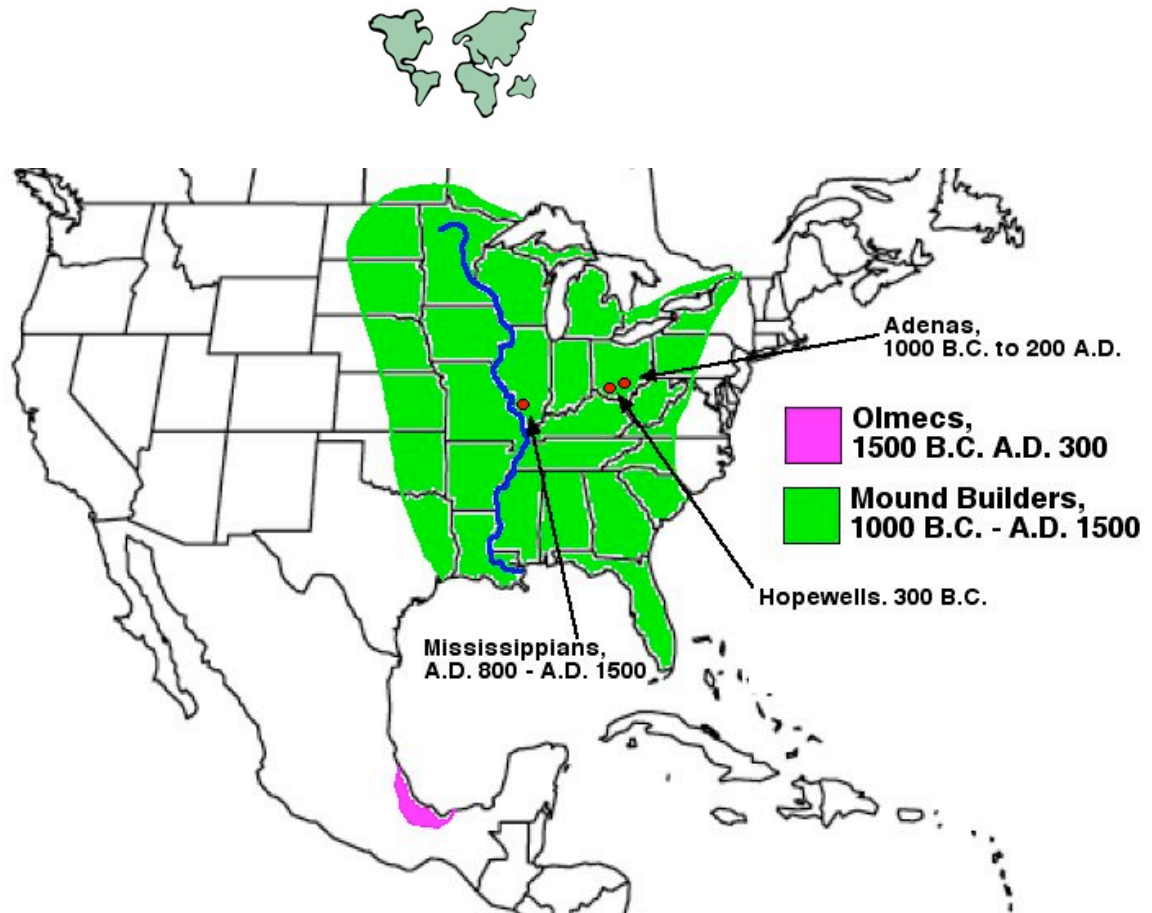 Adenas,
1000 B.C. to 200 A.D.
Olmecs,
1500 B.C. A.D. 300
Mound Builders,
1000 B.C. - A.D. 1500
Hopewells. 300 B.C.
Mississippians,
A.D. 800 - A.D. 1500